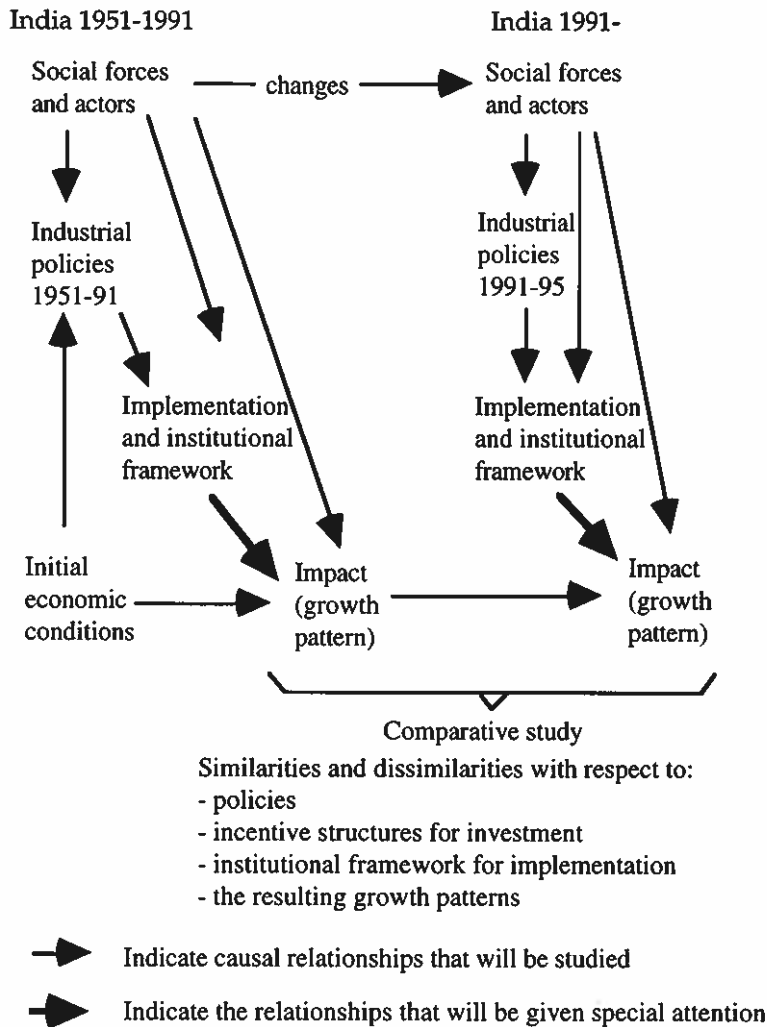 India 1951-1991
India 1991-
Social forces
and actors
changes
Social forces
and actors
Industrial
policies
1951-91
Industrial
policies
1991-95
Implementation
and institutional
framework
Implementation
and institutional
framework
Initial
economic
conditions
Impact
(growth
pattern)
Impact
(growth
pattern)
Comparative study
Similarities and dissimilarities with respect to:
- policies
- incentive structures for investment
- institutional framework for implementation
- the resulting growth patterns
Indicate causal relationships that will be studied
Indicate the relationships that will be given special attention